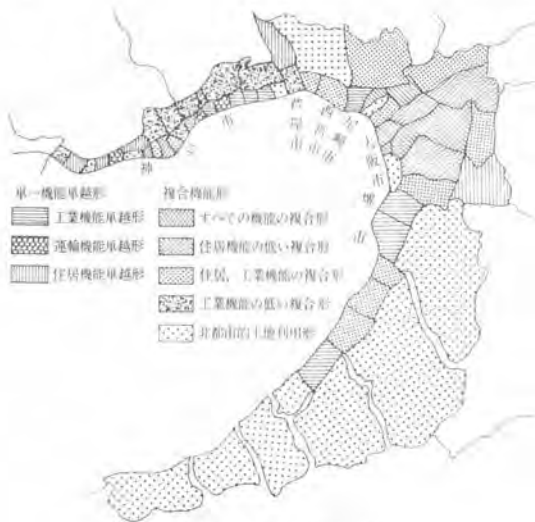 神戸市
芦屋市
西宮市
尼崎市
大阪市
堺市
単一機能卓越形
工業機能卓越形
運輸機能卓越形
住居機能卓越形
複合機能形
すべての機能の複合形
住居機能の低い複合形
住居，工業機能の複合形
工業機能の低い複合形
非都市的土地利用形